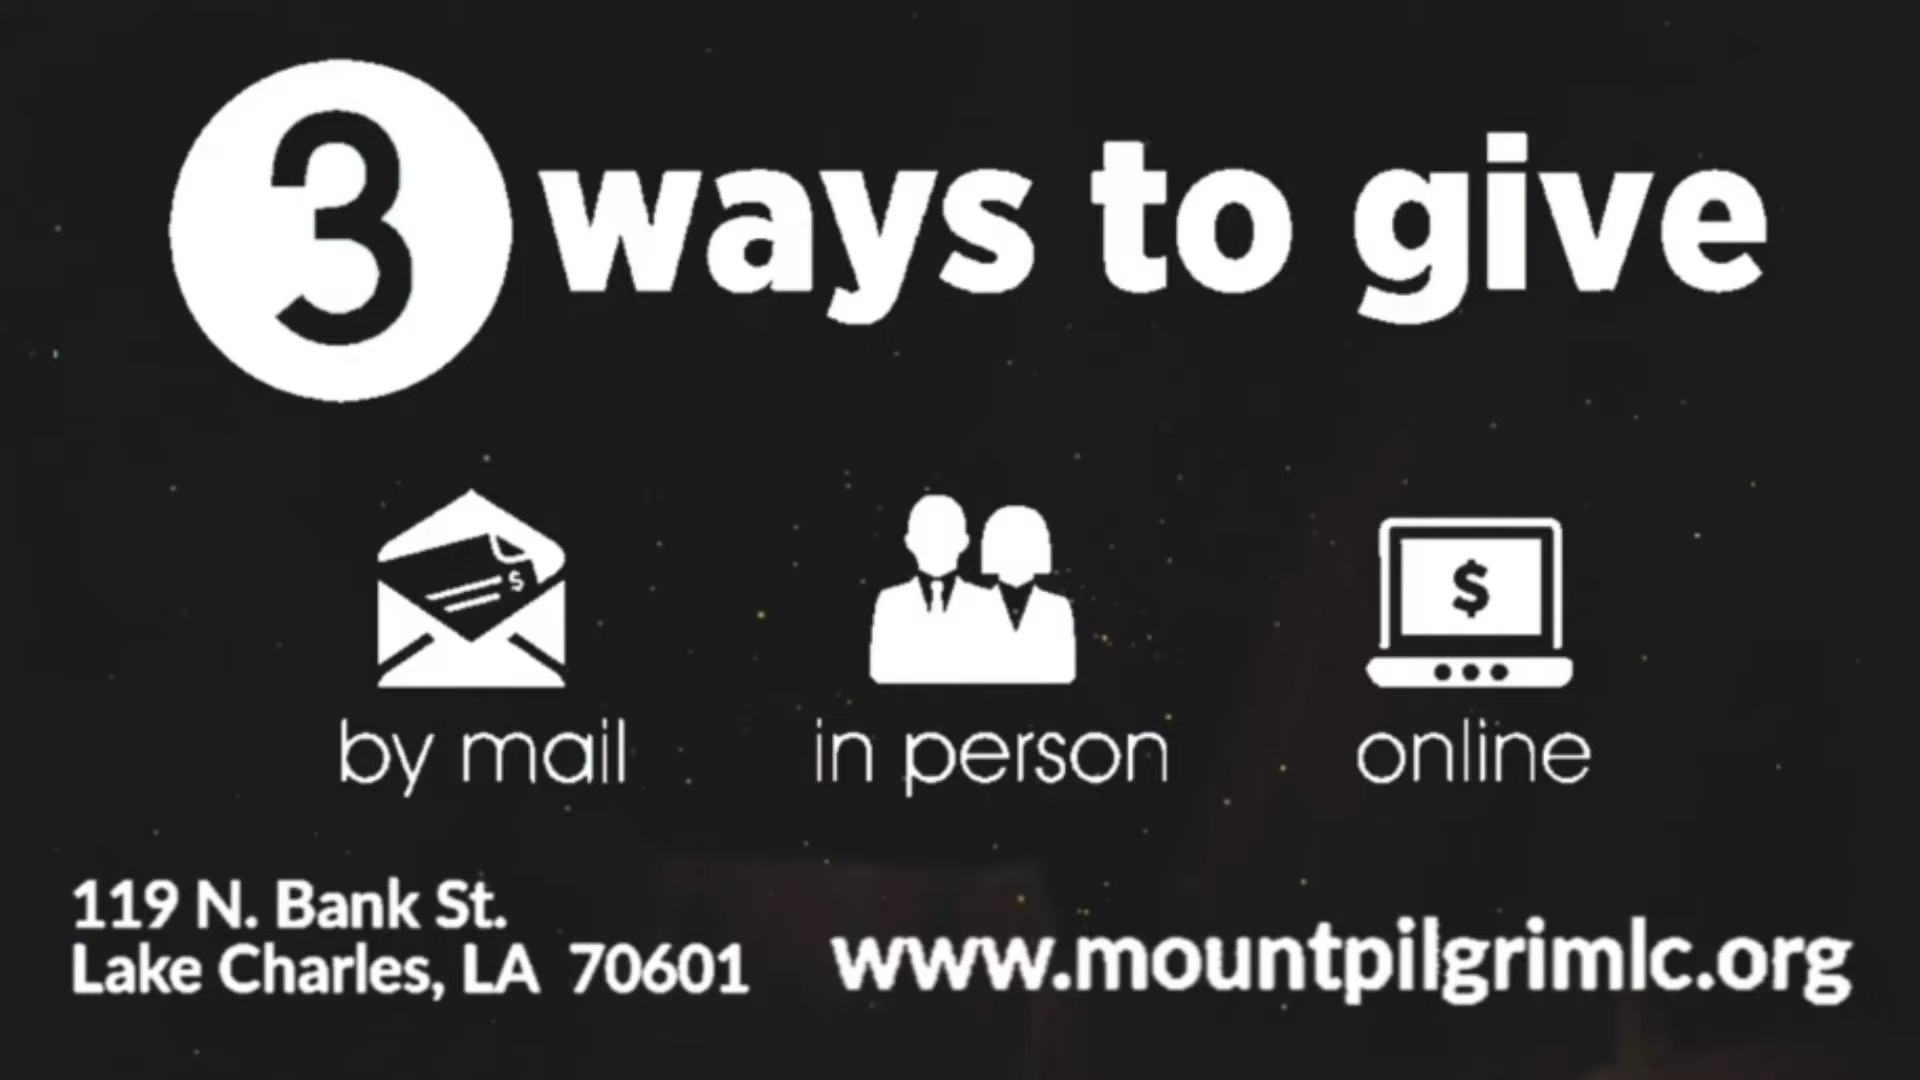 3 ways to give
$
$
by mail
in person
online
119 N. Bank St.
Lake Charles, LA 70601
www.mountpilgrimlc.org